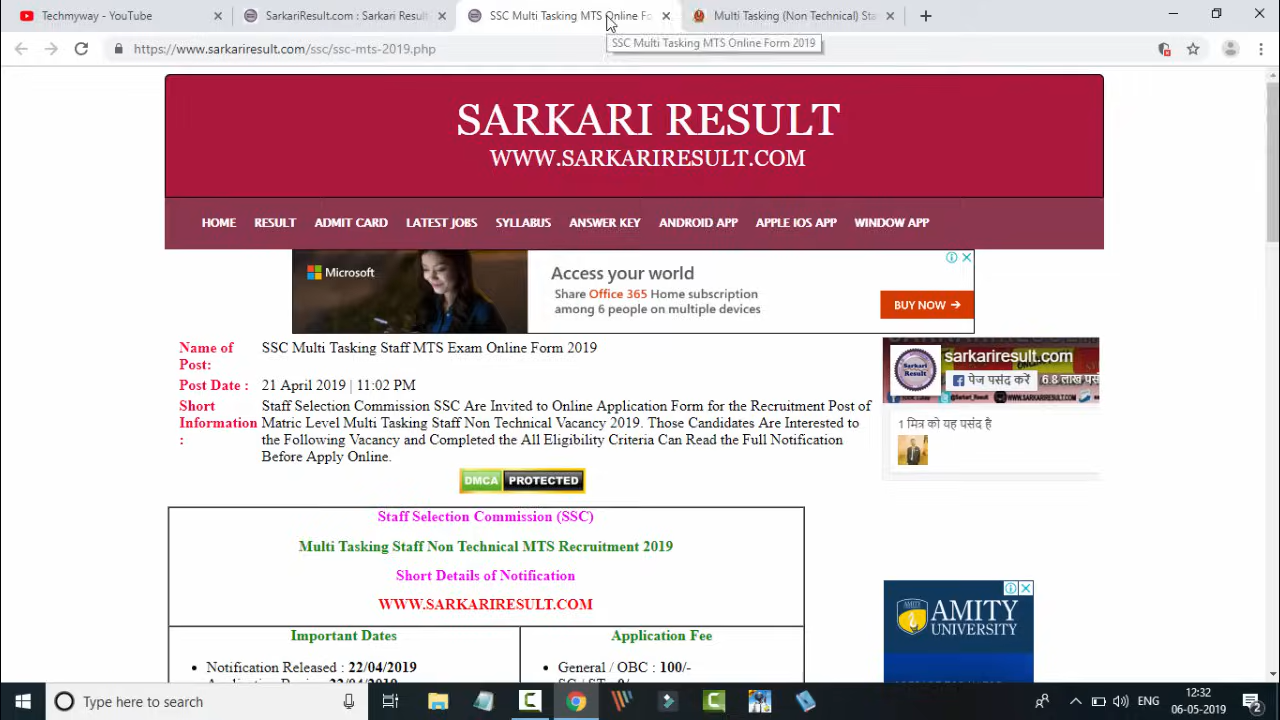 Techmyway - YouTube
SarkariResult.com : Sarkari Result
SSC Multi Tasking MTS Online Fo
Multi Tasking (Non Technical) Sta
https://www.sarkariresult.com/ssc/ssc-mts-2019.php
SSC Multi Tasking MTS Online Form 2019
SARKARI RESULT
WWW.SARKARIRESULT.COM
HOME RESULT ADMIT CARD LATEST JOBS SYLLABUS ANSWER KEY ANDROID APP APPLE IOS APP WINDOW APP
Microsoft
Access your world
Share Office 365 Home subscription
among 6 people on multiple devices
BUY NOW →
Name of Post: SSC Multi Tasking Staff MTS Exam Online Form 2019
Post Date : 21 April 2019 | 11:02 PM
Short Information : Staff Selection Commission SSC Are Invited to Online Application Form for the Recruitment Post of
Matric Level Multi Tasking Staff Non Technical Vacancy 2019. Those Candidates Are Interested to
the Following Vacancy and Completed the All Eligibility Criteria Can Read the Full Notification
Before Apply Online.
DMCA PROTECTED
sarkariresult.com
Sarkari Result
पेज पसंद करें
6.8 लाख पस
1 मित्र को यह पसंद है
Staff Selection Commission (SSC)
Multi Tasking Staff Non Technical MTS Recruitment 2019
Short Details of Notification
WWW.SARKARIRESULT.COM
Important Dates
Application Fee
Notification Released : 22/04/2019
General / OBC : 100/-
AMITY
UNIVERSITY
Type here to search
ENG
12:32
06-05-2019
2